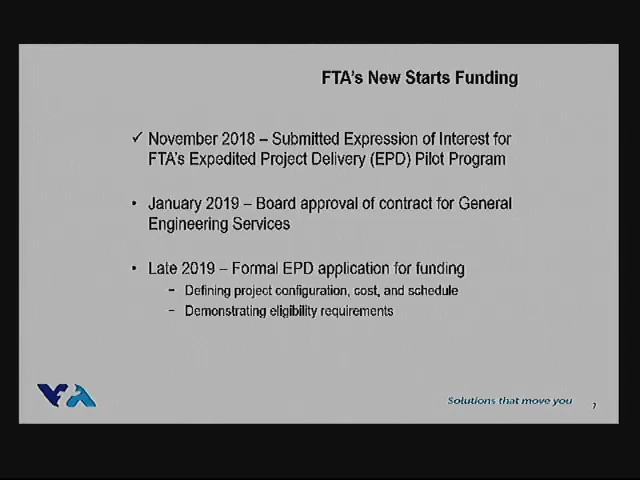 FTA's New Starts Funding
✓ November 2018 – Submitted Expression of Interest for
FTA's Expedited Project Delivery (EPD) Pilot Program
• January 2019 – Board approval of contract for General
Engineering Services
• Late 2019 – Formal EPD application for funding
– Defining project configuration, cost, and schedule
– Demonstrating eligibility requirements
VTA
Solutions that move you
7